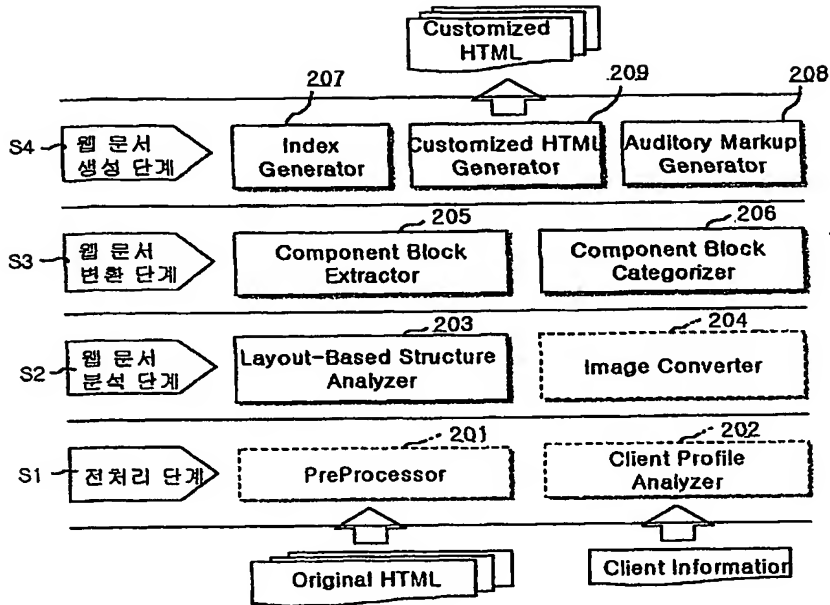 Customized
HTML
207
209
208
S4
웹 문서
생성 단계
Index
Generator
Customized HTML
Generator
Auditory Markup
Generator
205
206
S3
웹 문서
변환 단계
Component Block
Extractor
Component Block
Categorizer
203
204
S2
웹 문서
분석 단계
Layout-Based Structure
Analyzer
Image Converter
201
202
S1
전처리 단계
PreProcessor
Client Profile
Analyzer
Original HTML
Client Information